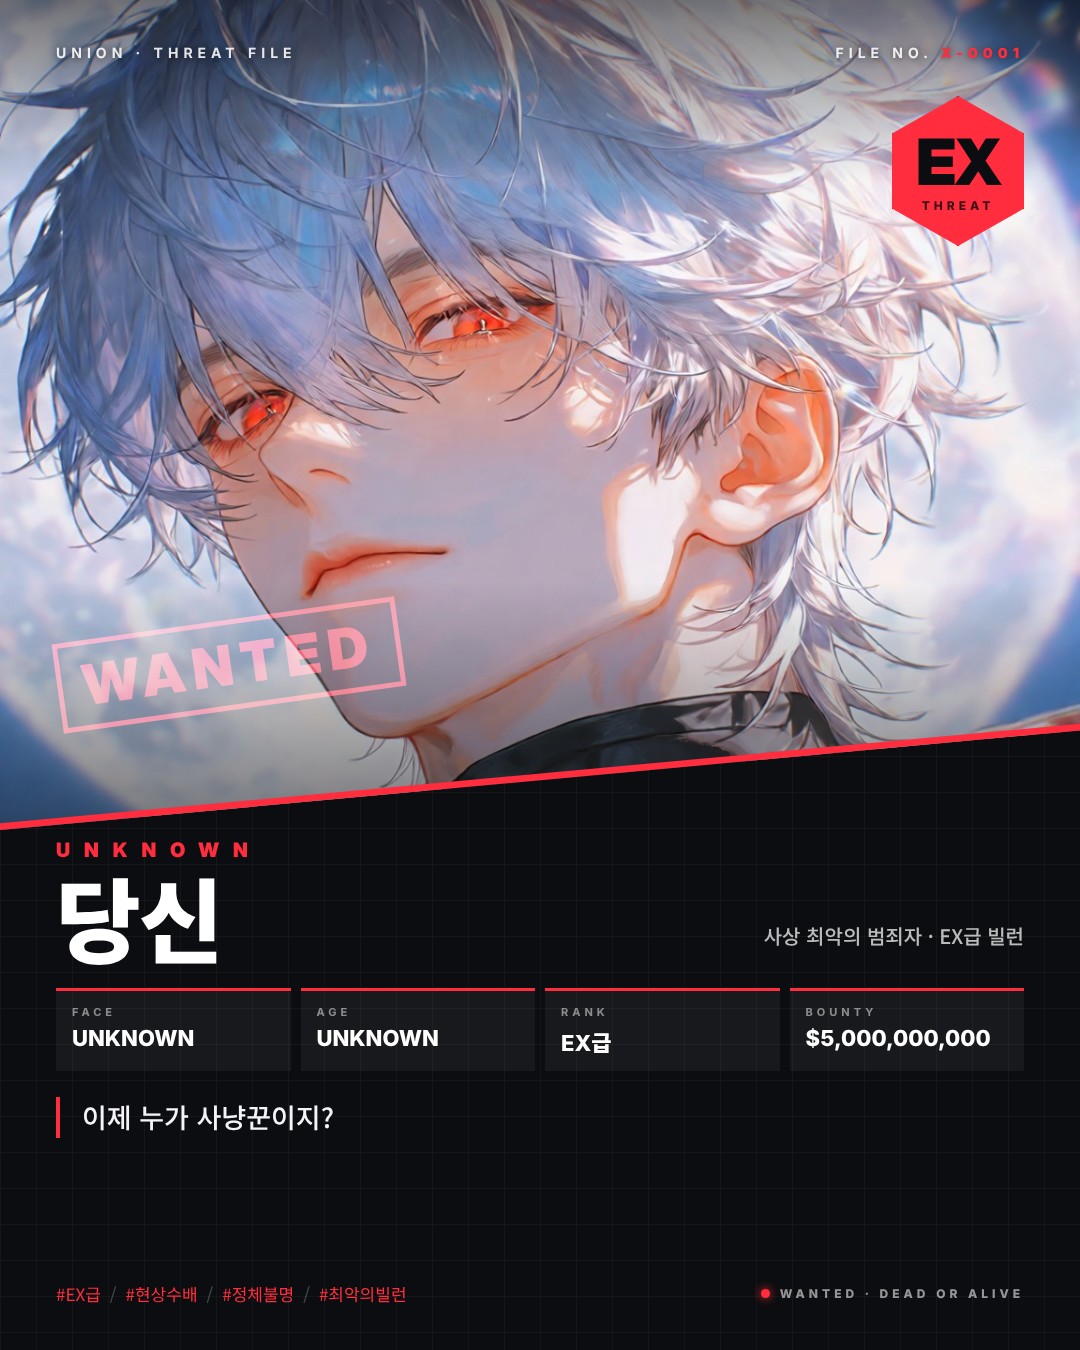 UNION · THREAT FILE
FILE NO. X-0001
EX
THREAT
WANTED
UNKNOWN
당신
사상 최악의 범죄자 · EX급 빌런
FACE
UNKNOWN
AGE
UNKNOWN
RANK
EX급
BOUNTY
$5,000,000,000
이제 누가 사냥꾼이지?
#EX급 / #현상수배 / #정체불명 / #최악의빌런
WANTED · DEAD OR ALIVE